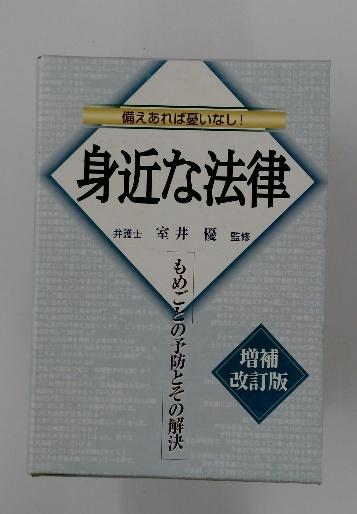 備えあれば憂いなし!
身近な法律
弁護士 室井 優 監修
もめごとの予防とその解決
増補
改訂版